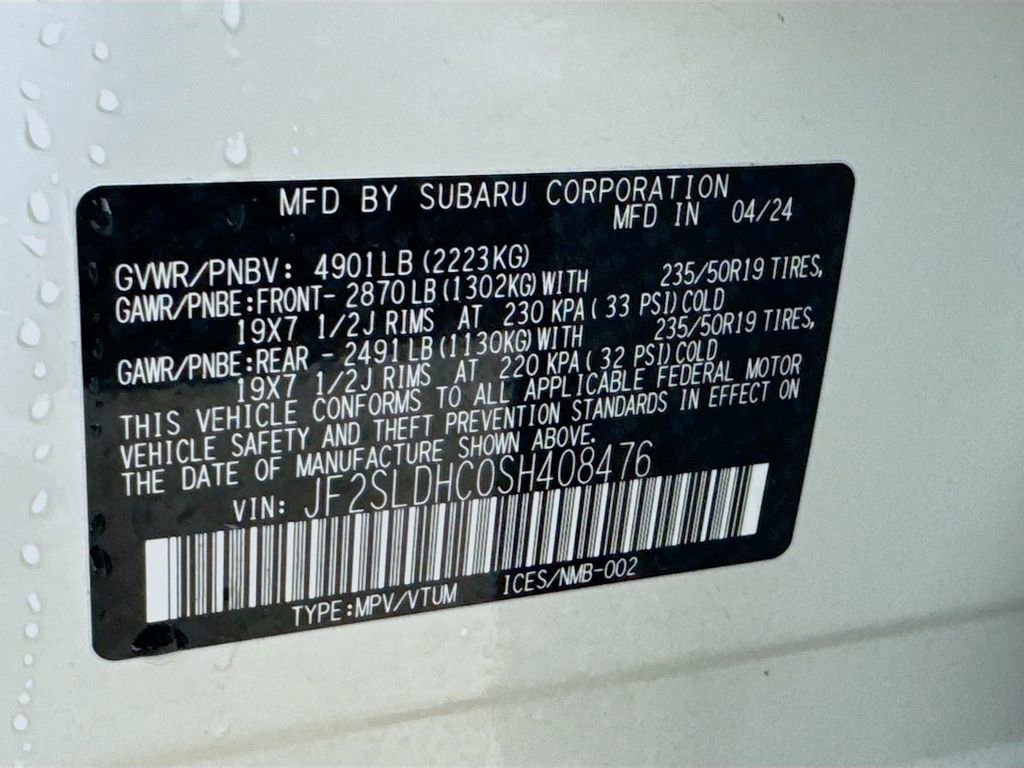 MFD BY SUBARU CORPORATION
MFD IN 04/24
GVWR/PNBV: 4901LB (2223KG)
GAWR/PNBE:FRONT- 2870LB (1302KG) WITH 235/50R19 TIRES,
19X7 1/2J RIMS AT 230 KPA( 33 PSI) COLD
GAWR/PNBE:REAR - 2491LB (1130KG) WITH 235/50R19 TIRES,
19X7 1/2J RIMS AT 220 KPA( 32 PSI) COLD
THIS VEHICLE CONFORMS TO ALL APPLICABLE FEDERAL MOTOR
VEHICLE SAFETY AND THEFT PREVENTION STANDARDS IN EFFECT ON
THE DATE OF MANUFACTURE SHOWN ABOVE.
VIN: JF2SLDHC0SH408476
TYPE:MPV/VTUM ICES/NMB-002